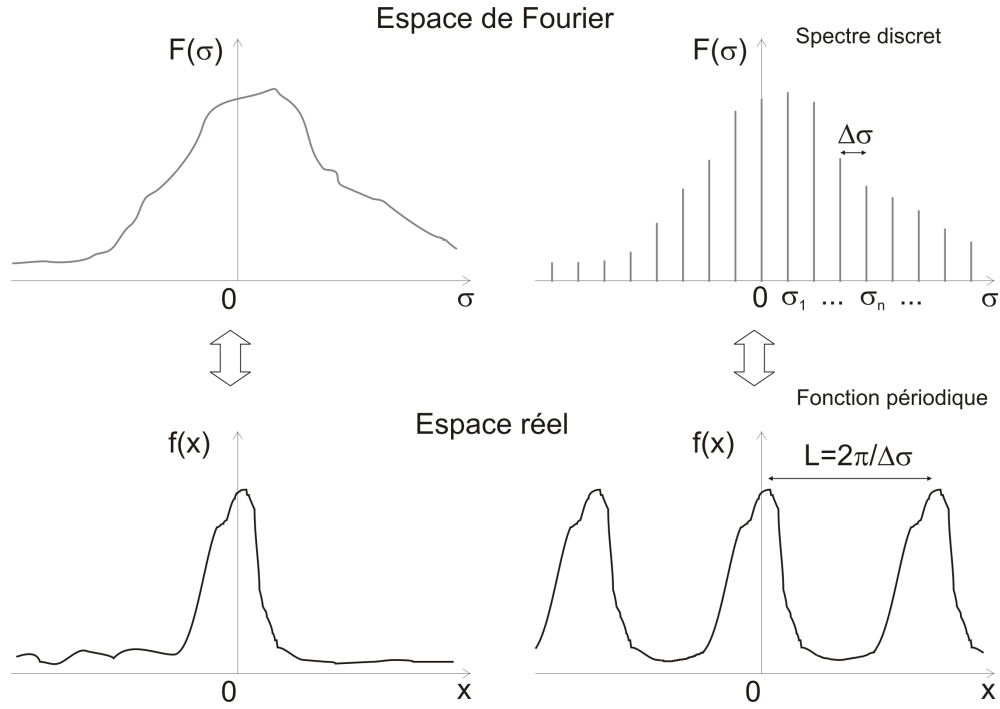 Espace de Fourier
F(σ)
F(σ)
Spectre discret
Δσ
0
σ
0 σ1 ... σn ...
σ
Fonction périodique
Espace réel
f(x)
f(x)
L=2π/Δσ
0
x
0
x